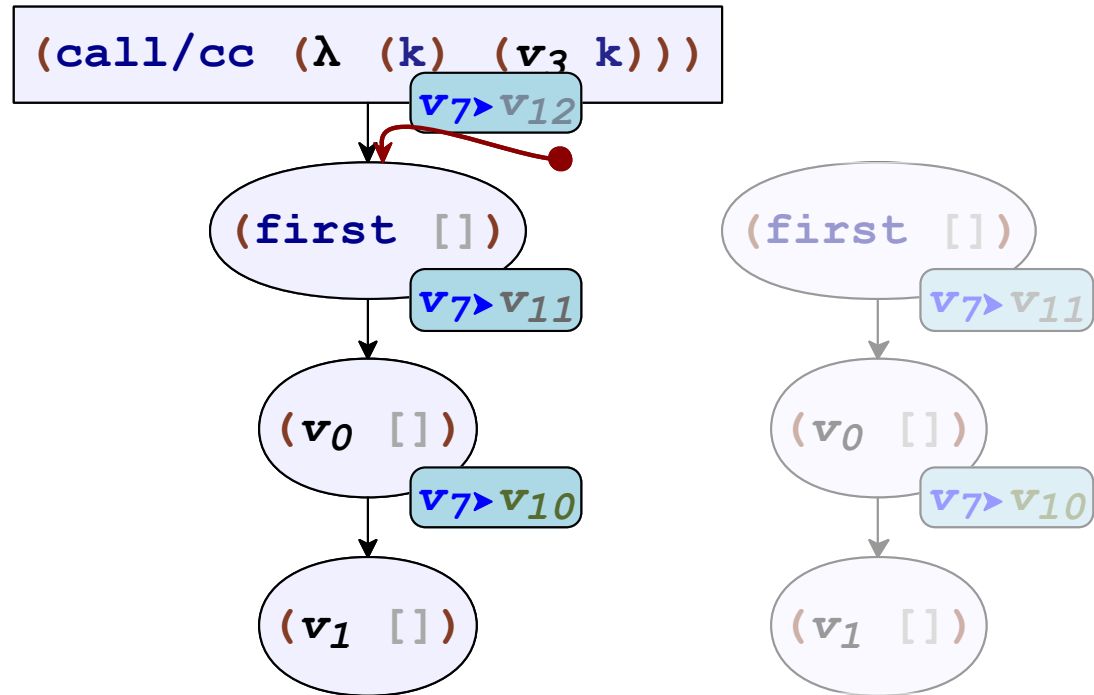 (call/cc (λ (k) (v3 k)))
v7➤v12
(first [])
(first [])
v7➤v11
v7➤v11
(v0 [])
(v0 [])
v7➤v10
v7➤v10
(v1 [])
(v1 [])